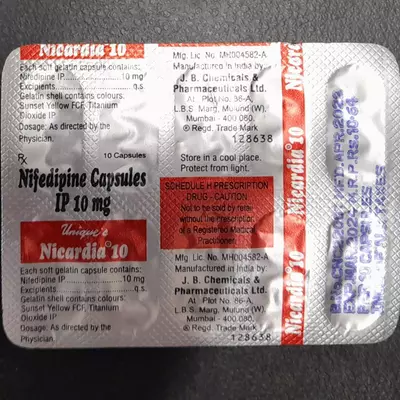 Nicardia 10
Each soft gelatin capsule contains:
Nifedipine IP............10 mg
Excipients................q.s.
Gelatin shell contains colours:
Sunset Yellow FCF, Titanium
Dioxide IP
Dosage: As directed by the
Physician.
Rx 10 Capsules
Nifedipine Capsules
IP 10 mg
Unique's
Nicardia® 10
Each soft gelatin capsule contains:
Nifedipine IP............10 mg
Excipients................q.s.
Gelatin shell contains colours:
Sunset Yellow FCF, Titanium
Dioxide IP
Dosage: As directed by the
Physician.
Mfg. Lic. No. MH004582-A
Manufactured in India by:
J. B. Chemicals &
Pharmaceuticals Ltd.
At. Plot No. 86-A,
L.B.S. Marg, Mulund (W),
Mumbai - 400 080.
® Regd. Trade Mark
128638
Store in a cool place.
Protect from light.
SCHEDULE H PRESCRIPTION
DRUG - CAUTION
Not to be sold by retail
without the Prescription
of a Registered Medical
Practitioner.
Mfg. Lic. No. MH004582-A
Manufactured in India by:
J. B. Chemicals &
Pharmaceuticals Ltd.
At. Plot No. 86-A,
L.B.S. Marg, Mulund (W),
Mumbai - 400 080.
® Regd. Trade Mark
128638
Nicardia
Nicardia® 10
Nicardia® 10